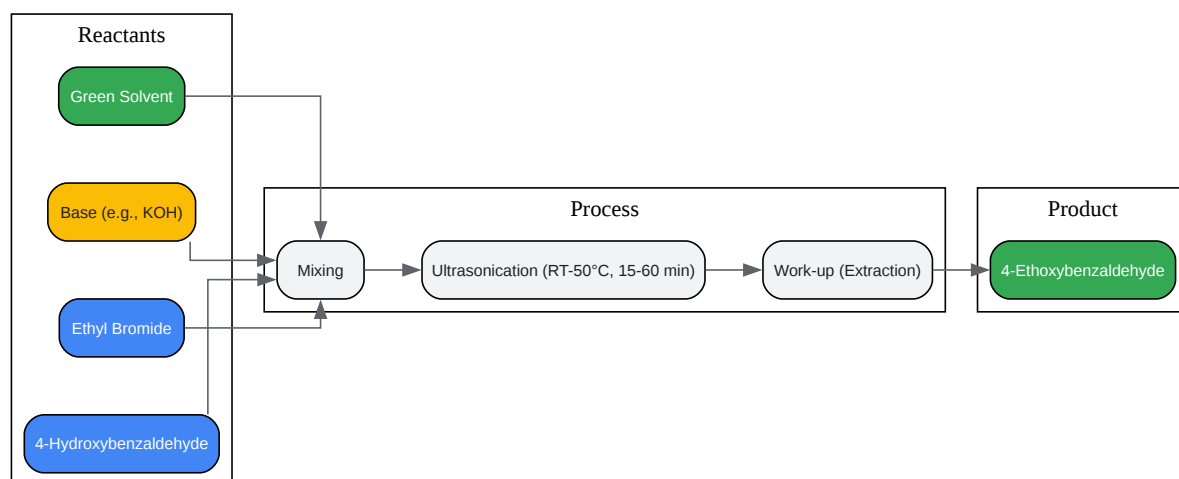 Reactants
Green Solvent
Base (e.g., KOH)
Ethyl Bromide
4-Hydroxybenzaldehyde
Process
Mixing
Ultrasonication (RT-50°C, 15-60 min)
Work-up (Extraction)
Product
4-Ethoxybenzaldehyde